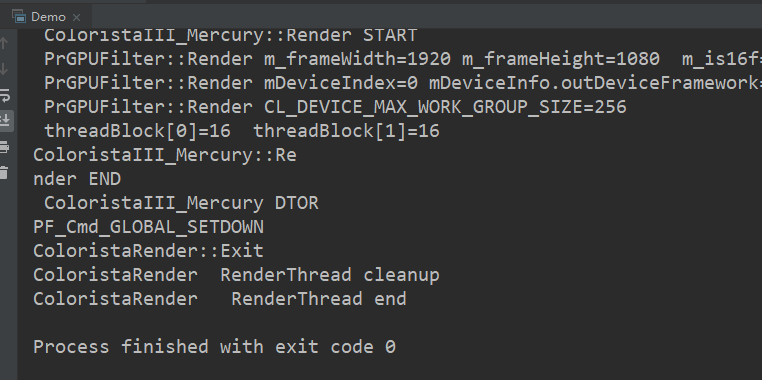 Demo
ColoristaIII_Mercury::Render START
PrGPUFilter::Render m_frameWidth=1920 m_frameHeight=1080  m_is16f=
PrGPUFilter::Render mDeviceIndex=0 mDeviceInfo.outDeviceFramework=
PrGPUFilter::Render CL_DEVICE_MAX_WORK_GROUP_SIZE=256
threadBlock[0]=16  threadBlock[1]=16
ColoristaIII_Mercury::Re
nder END
ColoristaIII_Mercury DTOR
PF_Cmd_GLOBAL_SETDOWN
ColoristaRender::Exit
ColoristaRender  RenderThread cleanup
ColoristaRender   RenderThread end
Process finished with exit code 0